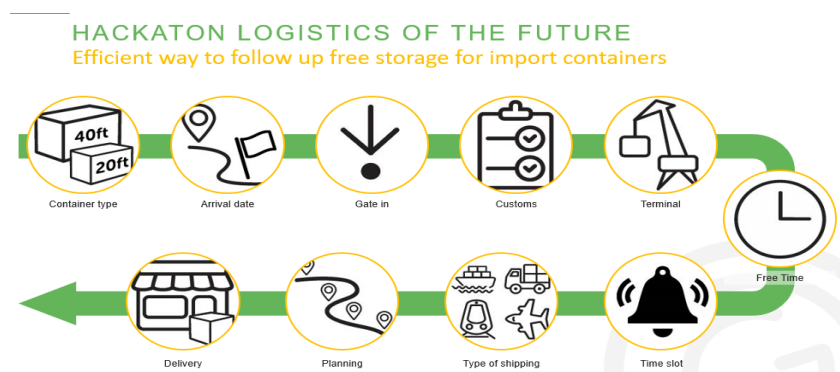 HACKATON LOGISTICS OF THE FUTURE
Efficient way to follow up free storage for import containers
40ft
20ft
Container type
Arrival date
Gate in
Customs
Terminal
Free Time
Delivery
Planning
Type of shipping
Time slot